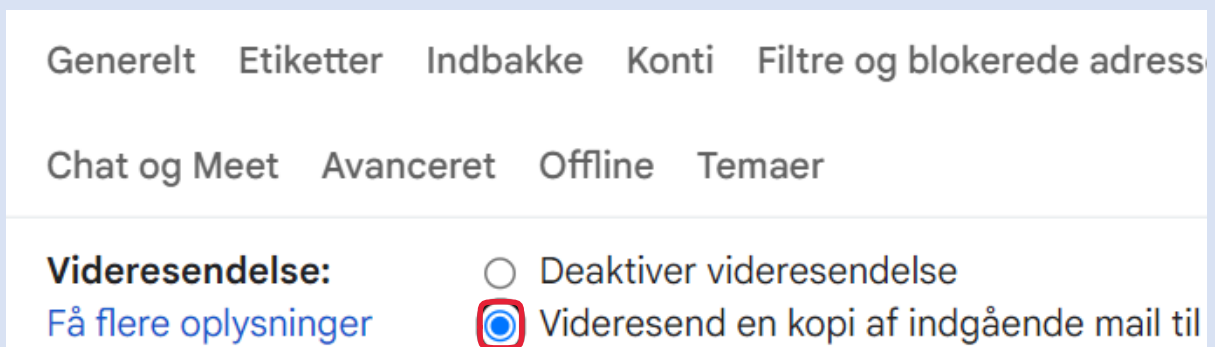 Generelt Etiketter Indbakke Konti Filtre og blokerede
Chat og Meet Avanceret Offline Temaer
Videresendelse: Deaktiver videresendelse
Få flere oplysninger Videresend en kopi af indgående mail til